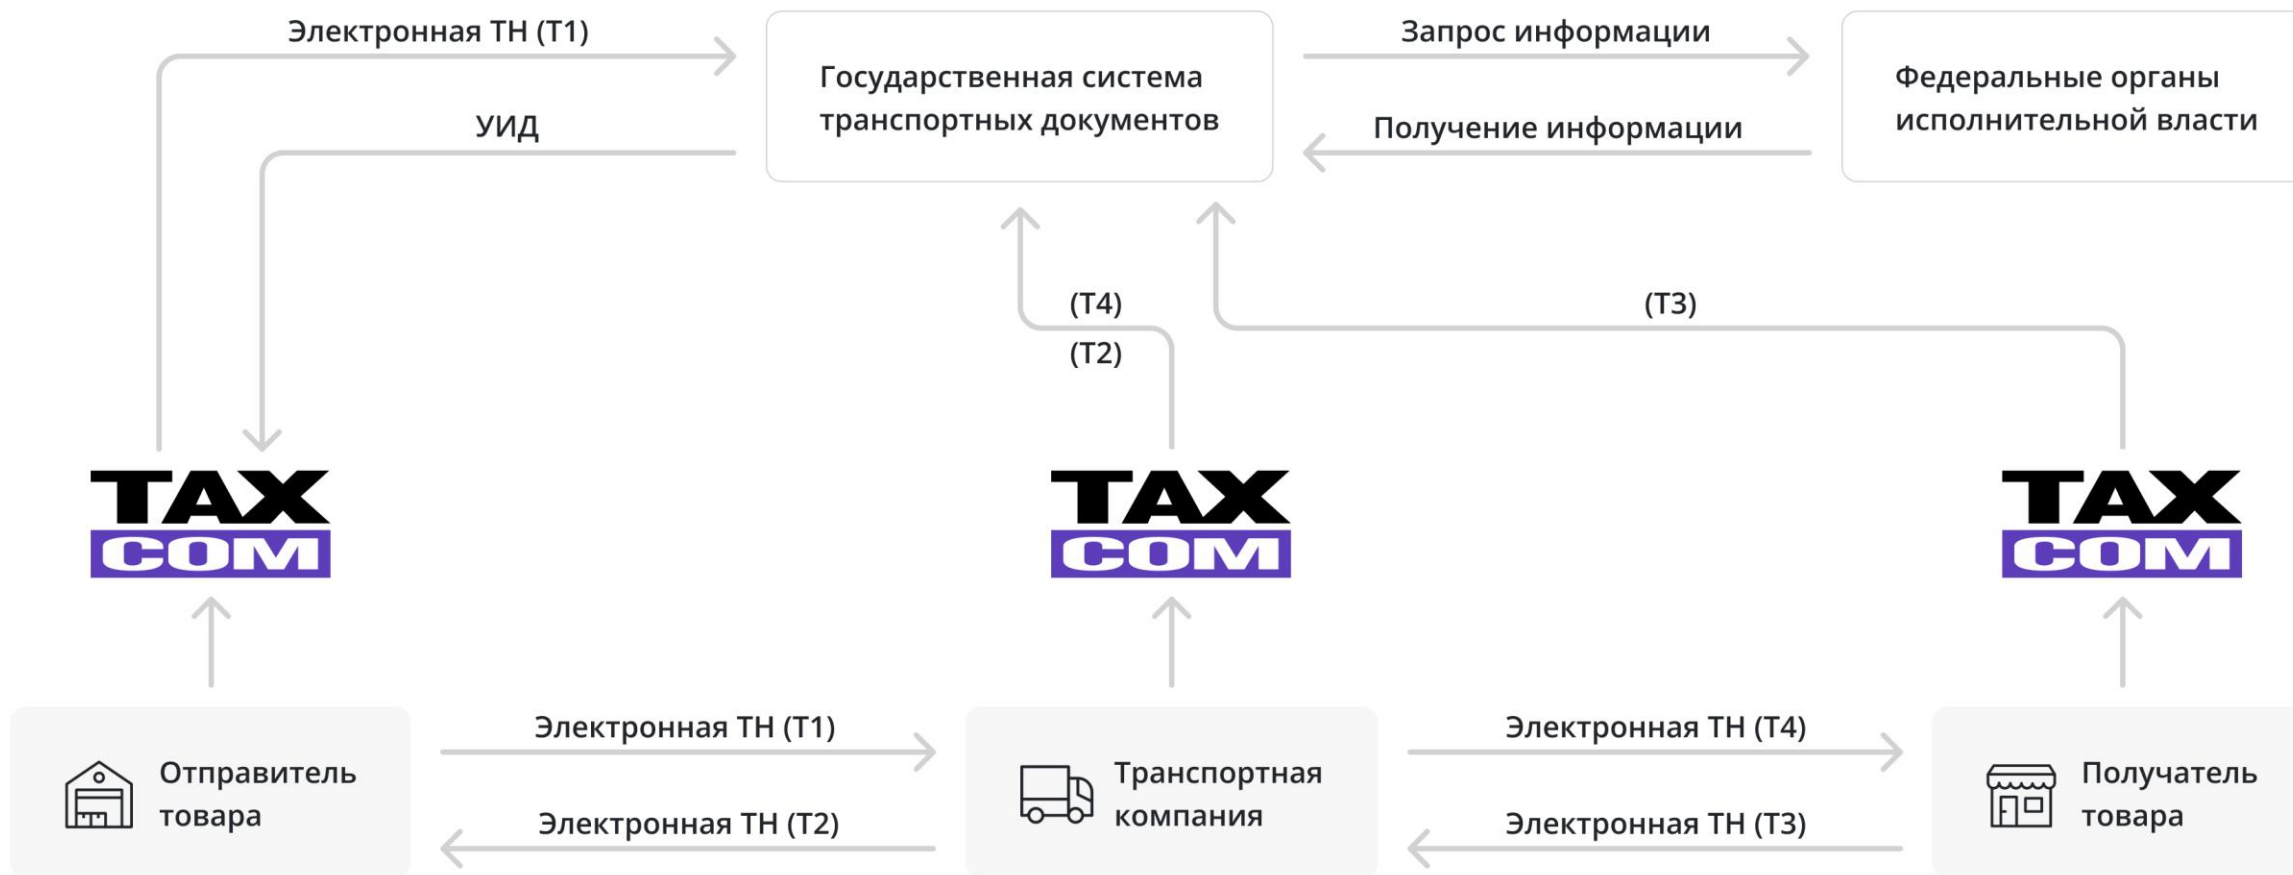 Электронная ТН (Т1)
УИД
Государственная система
транспортных документов
Запрос информации
Получение информации
Федеральные органы
исполнительной власти
(Т4)
(Т2)
(Т3)
TAX
COM
TAX
COM
TAX
COM
Отправитель
товара
Электронная ТН (Т1)
Электронная ТН (Т2)
Транспортная
компания
Электронная ТН (Т4)
Электронная ТН (Т3)
Получатель
товара